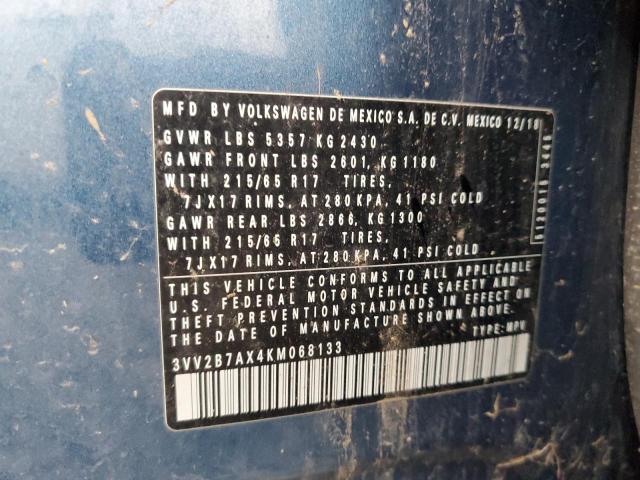 MFD BY VOLKSWAGEN DE MEXICO S.A. DE C.V. MEXICO 12/18
GVWR LBS 5357 KG 2430
GAWR FRONT LBS 2601, KG 1180
WITH 215/65 R17 TIRES,
7JX17 RIMS, AT 280 KPA, 41 PSI COLD
GAWR REAR LBS 2866, KG 1300
WITH 215/65 R17 TIRES,
7JX17 RIMS, AT 280 KPA, 41 PSI COLD
THIS VEHICLE CONFORMS TO ALL APPLICABLE
U.S. FEDERAL MOTOR VEHICLE SAFETY AND
THEFT PREVENTION STANDARDS IN EFFECT ON
THE DATE OF MANUFACTURE SHOWN ABOVE.
3VV2B7AX4KM068133 TYPE: MPV